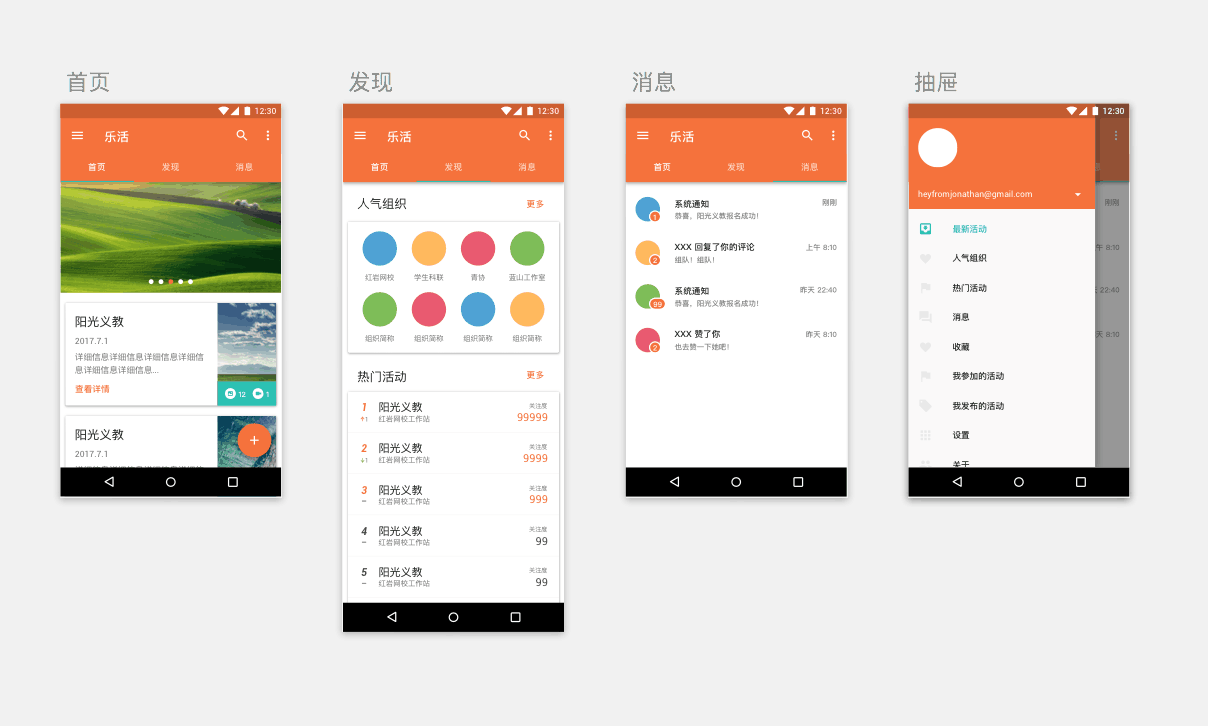 首页
12:30
乐活
首页 发现 消息
阳光义教
2017.7.1
详细信息详细信息详细信息详细信
息详细信息详细信息...
查看详情
12 1
阳光义教
2017.7.1
+
发现
12:30
乐活
首页 发现 消息
人气组织 更多
红岩网校 学生科联 青协 蓝山工作室
组织简称 组织简称 组织简称 组织简称
热门活动 更多
1 阳光义教 关注度
1 红岩网校工作站 99999
2 阳光义教 关注度
1 红岩网校工作站 9999
3 阳光义教 关注度
– 红岩网校工作站 999
4 阳光义教 关注度
– 红岩网校工作站 99
5 阳光义教 关注度
– 红岩网校工作站 99
消息
12:30
乐活
首页 发现 消息
系统通知 刚刚
1 恭喜，阳光义教报名成功！
XXX 回复了你的评论 上午 8:10
2 组队！组队！
系统通知 昨天 22:40
99 恭喜，阳光义教报名成功！
XXX 赞了你 昨天 8:10
2 也去赞一下她吧！
抽屉
12:30
heyfromjonathan@gmail.com
刚刚
最新活动
午 8:10
人气组织
热门活动
22:40
消息
天 8:10
收藏
我参加的活动
我发布的活动
设置
关于